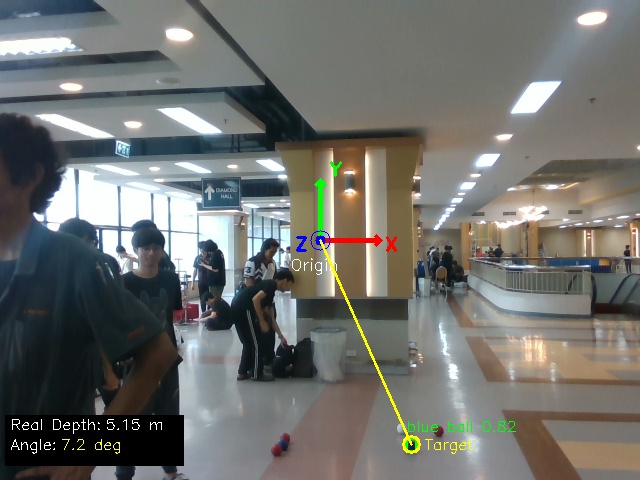 DIAMOND
HALL
Y
Z
X
Origin
blue ball 0.82
Target
Real Depth: 5.15 m
Angle: 7.2 deg